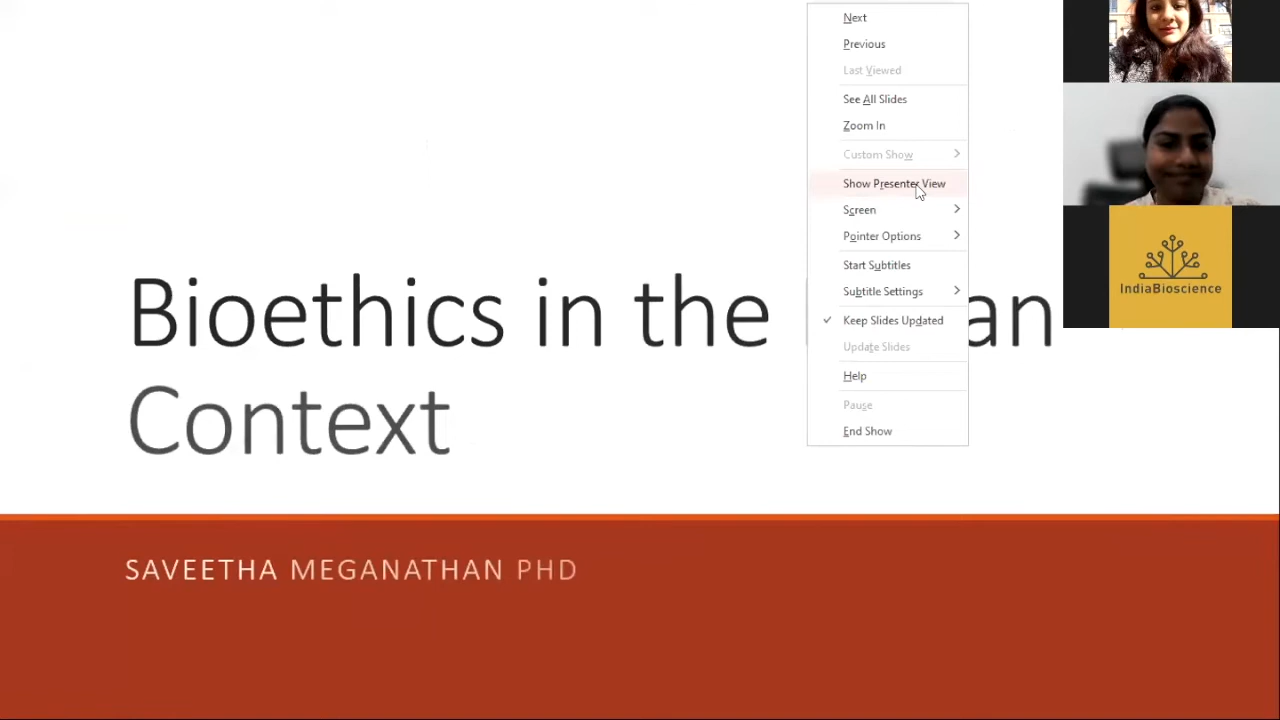 Next
Previous
Last Viewed
See All Slides
Zoom In
Custom Show
Show Presenter View
Screen
Pointer Options
Start Subtitles
Subtitle Settings
Keep Slides Updated
Update Slides
Help
Pause
End Show
Bioethics in the an
Context
SAVEETHA MEGANATHAN PHD
IndiaBioscience